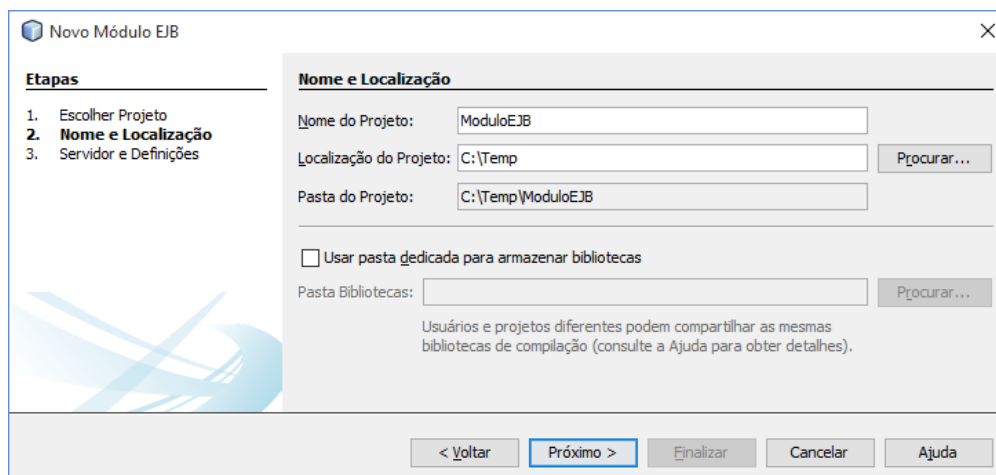 Novo Módulo EJB
Etapas
1. Escolher Projeto
2. Nome e Localização
3. Servidor e Definições
Nome e Localização
Nome do Projeto: ModuloEJB
Localização do Projeto: C:\Temp Procurar...
Pasta do Projeto: C:\Temp\ModuloEJB
Usar pasta dedicada para armazenar bibliotecas
Pasta Bibliotecas: Procurar...
Usuários e projetos diferentes podem compartilhar as mesmas
bibliotecas de compilação (consulte a Ajuda para obter detalhes).
< Voltar Próximo > Finalizar Cancelar Ajuda